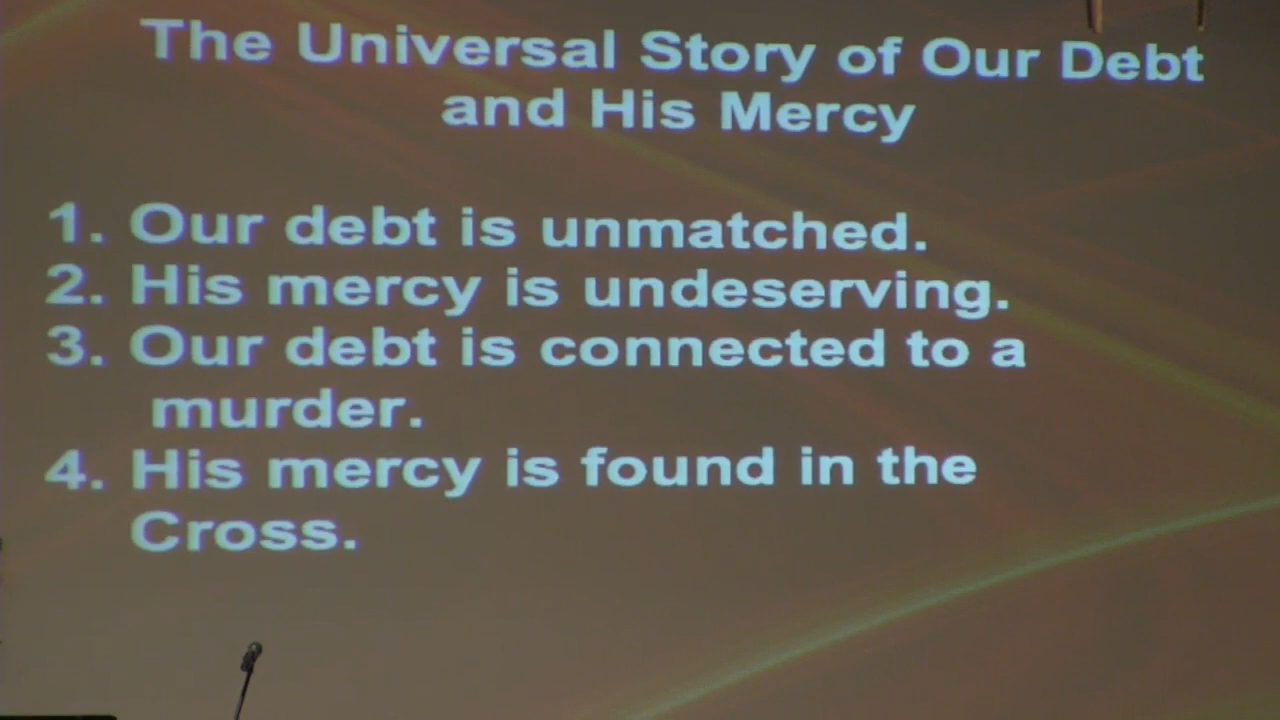 The Universal Story of Our Debt
and His Mercy
1. Our debt is unmatched.
2. His mercy is undeserving.
3. Our debt is connected to a
murder.
4. His mercy is found in the
Cross.